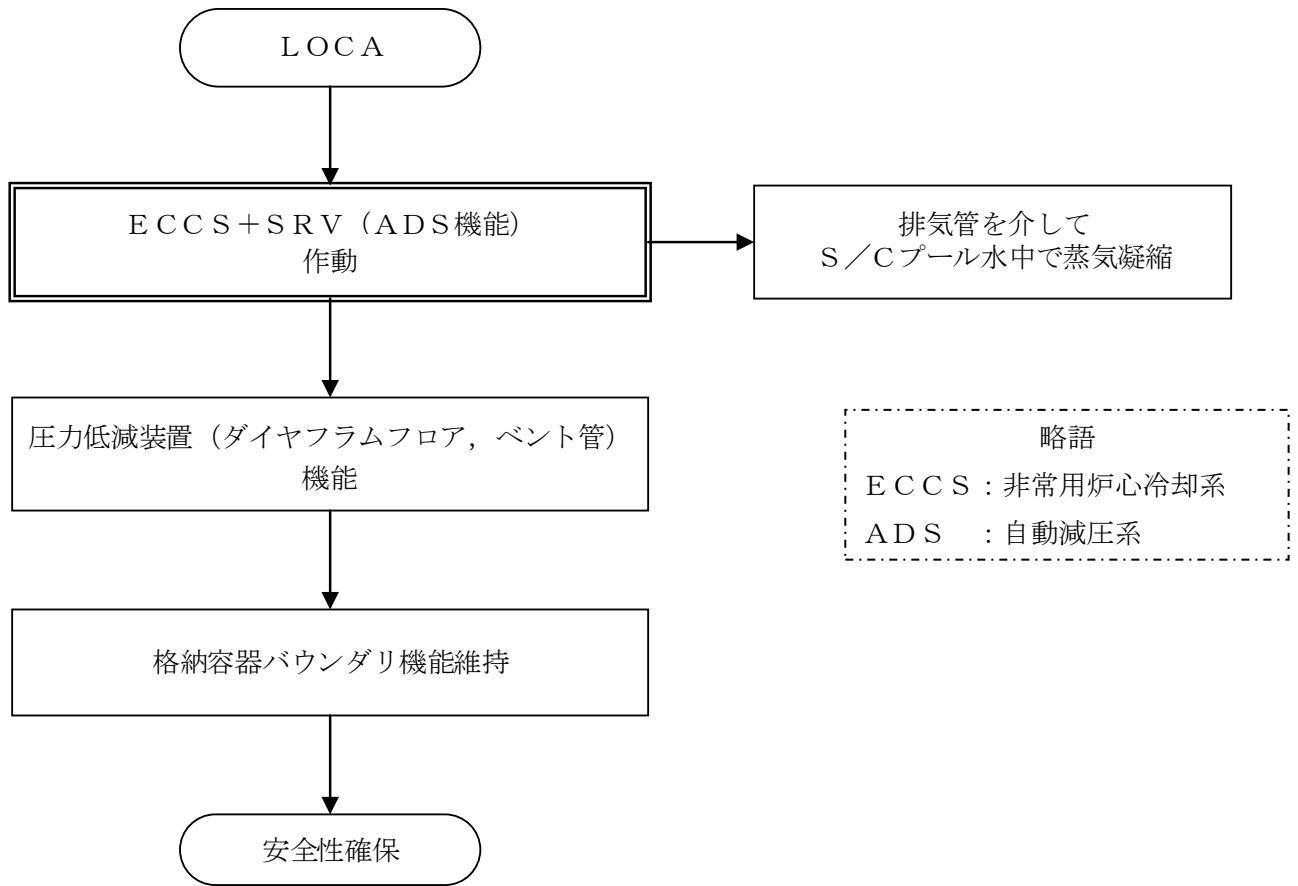 ＬＯＣＡ
ＥＣＣＳ＋ＳＲＶ（ＡＤＳ機能）
作動
排気管を介して
Ｓ／Ｃプール水中で蒸気凝縮
圧力低減装置（ダイヤフラムフロア，ベント管）
機能
略語
ＥＣＣＳ：非常用炉心冷却系
ＡＤＳ　：自動減圧系
格納容器バウンダリ機能維持
安全性確保